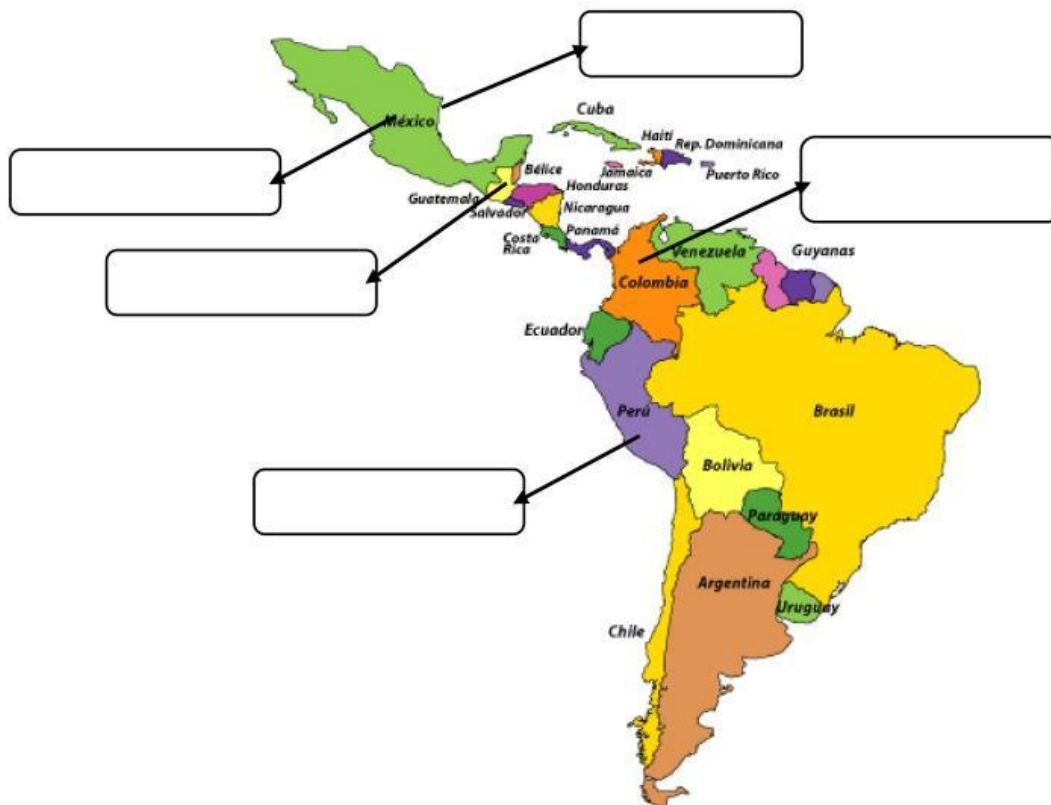 México
Cuba
Haití
Rep. Dominicana
Jamaica
Puerto Rico
Bélice
Guatemala
Honduras
Salvador
Nicaragua
Costa
Rica
Panamá
Venezuela
Guyanas
Colombia
Ecuador
Perú
Brasil
Bolivia
Paraguay
Argentina
Uruguay
Chile